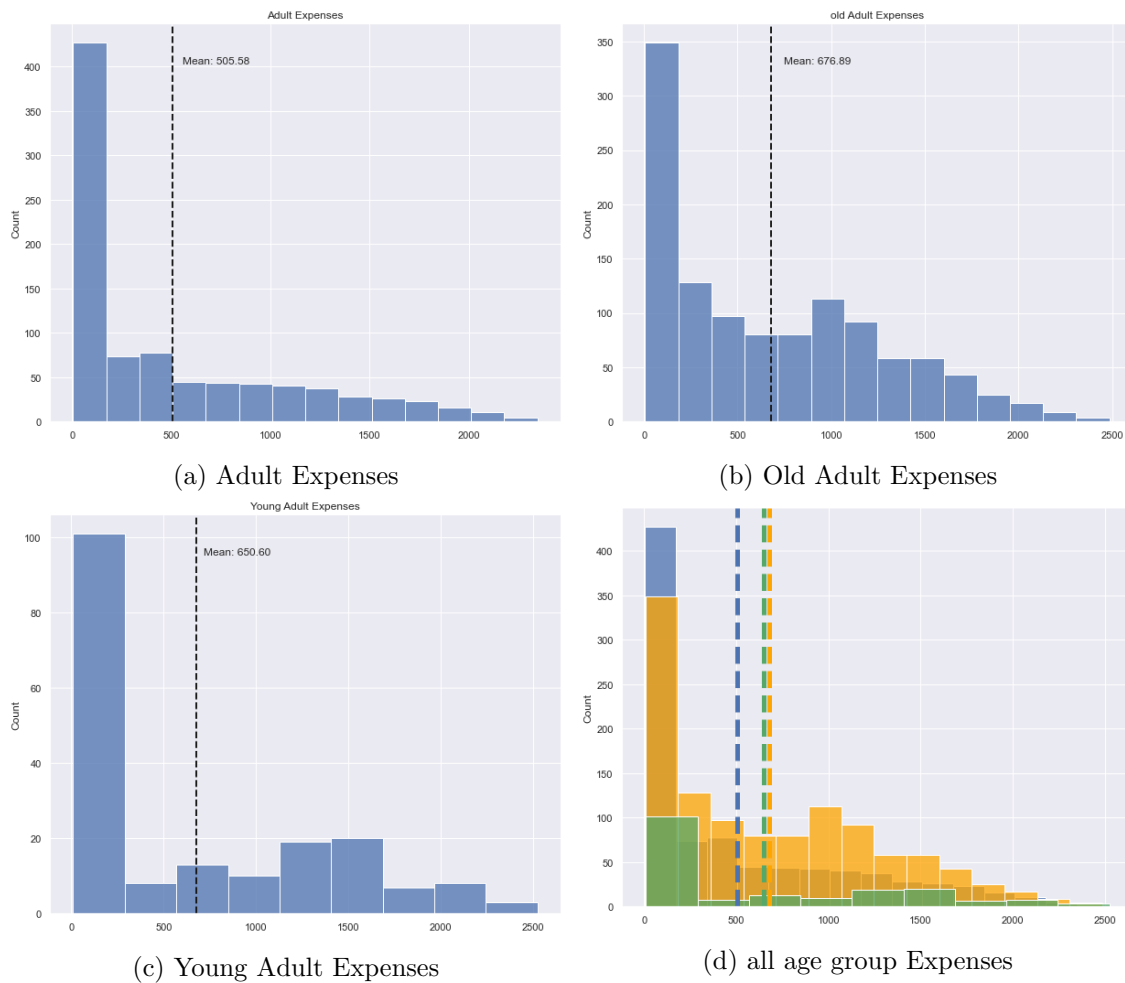 Adult Expenses
Mean: 505.58
Count
400
350
300
250
200
150
100
50
0
0 500 1000 1500 2000
(a) Adult Expenses
old Adult Expenses
Mean: 676.89
Count
350
300
250
200
150
100
50
0
0 500 1000 1500 2000 2500
(b) Old Adult Expenses
Young Adult Expenses
Mean: 650.60
Count
100
80
60
40
20
0
0 500 1000 1500 2000 2500
(c) Young Adult Expenses
Count
400
350
300
250
200
150
100
50
0
0 500 1000 1500 2000 2500
(d) all age group Expenses